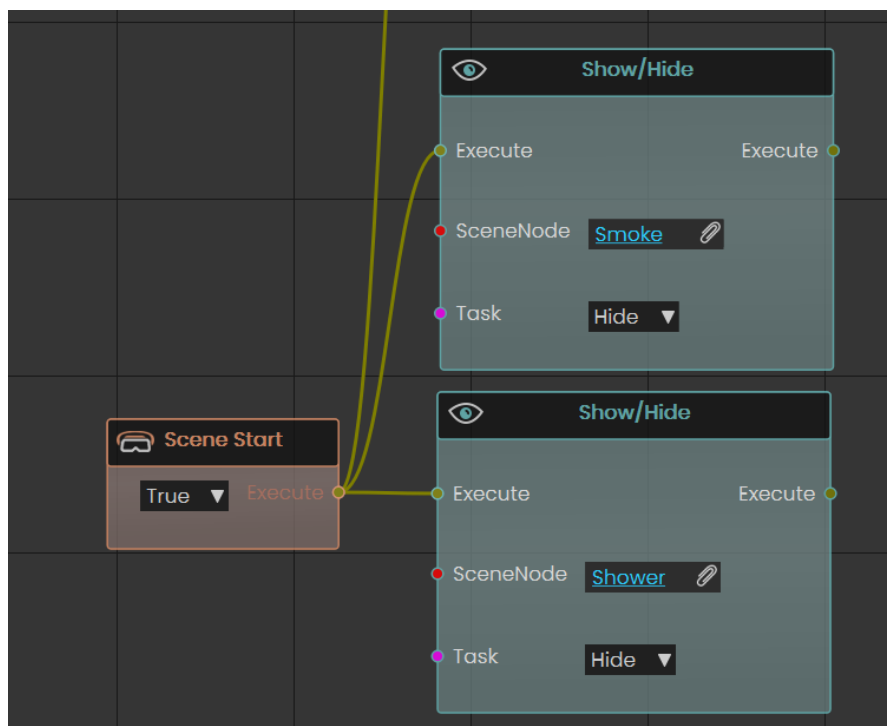 Show/Hide
Execute Execute
SceneNode Smoke
Task Hide
Scene Start
True Execute
Show/Hide
Execute Execute
SceneNode Shower
Task Hide